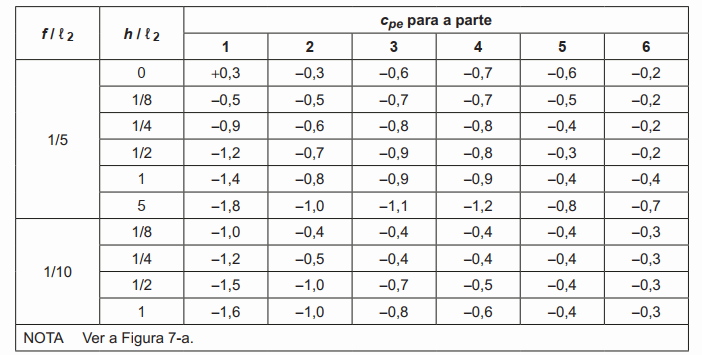 f / ℓ2 h / ℓ2 cpe para a parte
1 2 3 4 5 6
1/5
0 +0,3 –0,3 –0,6 –0,7 –0,6 –0,2
1/8 –0,5 –0,5 –0,7 –0,7 –0,5 –0,2
1/4 –0,9 –0,6 –0,8 –0,8 –0,4 –0,2
1/2 –1,2 –0,7 –0,9 –0,8 –0,3 –0,2
1 –1,4 –0,8 –0,9 –0,9 –0,4 –0,4
5 –1,8 –1,0 –1,1 –1,2 –0,8 –0,7
1/10
1/8 –1,0 –0,4 –0,4 –0,4 –0,4 –0,3
1/4 –1,2 –0,5 –0,4 –0,4 –0,4 –0,3
1/2 –1,5 –1,0 –0,7 –0,5 –0,4 –0,3
1 –1,6 –1,0 –0,8 –0,6 –0,4 –0,3
NOTA Ver a Figura 7-a.